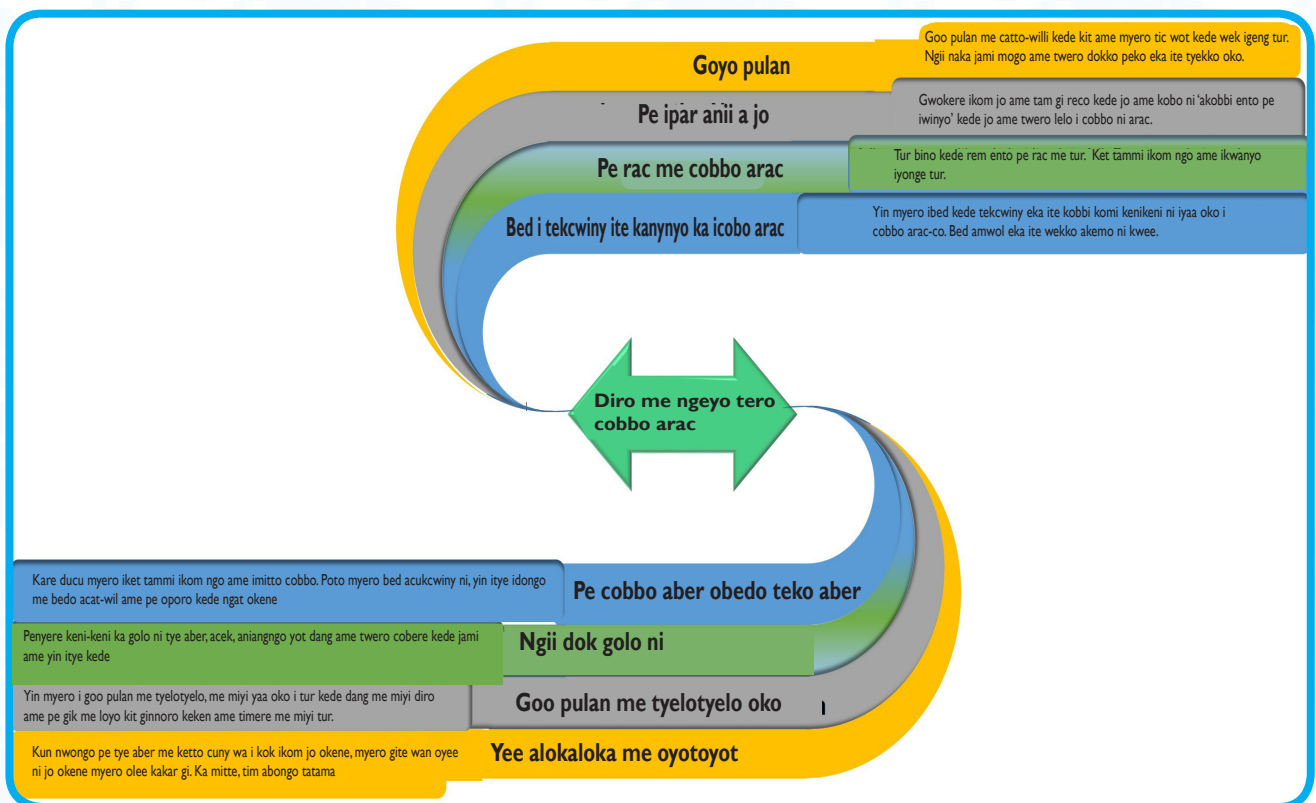 Goyo pulan
Goo pulan me catto-willi kede kit ame myero tic wot kede wek igeng tur.
Ngii naka jami mogo ame twero dokko peko eka ite tyekko oko.
Pe ipar anii a jo
Gwokere ikom jo ame tam gi reco kede jo ame kobo ni ‘akobbi ento pe
iwinyo’ kede jo ame twero lelo i cobbo ni arac.
Pe rac me cobbo arac
Tur bino kede rem ento pe rac me tur. Ket tammi ikom ngo ame ikwanyo
iyonge tur.
Bed i tekcwiny ite kanynyo ka icobo arac
Yin myero ibed kede tekcwiny eka ite kobbi komi kenikeni ni iyaa oko i
cobbo arac-co. Bed amwol eka ite wekko akemo ni kwee.
Diro me ngeyo tero
cobbo arac
Kare ducu myero iket tammi ikom ngo ame imitto cobbo. Poto myero bed acukcwiny ni, yin itye idongo
me bedo acat-wil ame pe oporo kede ngat okene
Pe cobbo aber obedo teko aber
Penyere keni-keni ka golo ni tye aber, acek, aniangngo yot dang ame twero cobere kede jami
ame yin itye kede
Ngii dok golo ni
Yin myero i goo pulan me tyelotyelo, me miyi yaa oko i tur kede dang me miyi diro
ame pe gik me loyo kit ginnoro keken ame timere me miyi tur.
Goo pulan me tyelotyelo oko
Kun nwongo pe tye aber me ketto cuny wa i kok ikom jo okene, myero gite wan oyee
ni jo okene myero olee kakar gi. Ka mitte, tim abongo tatama
Yee alokaloka me oyotoyot